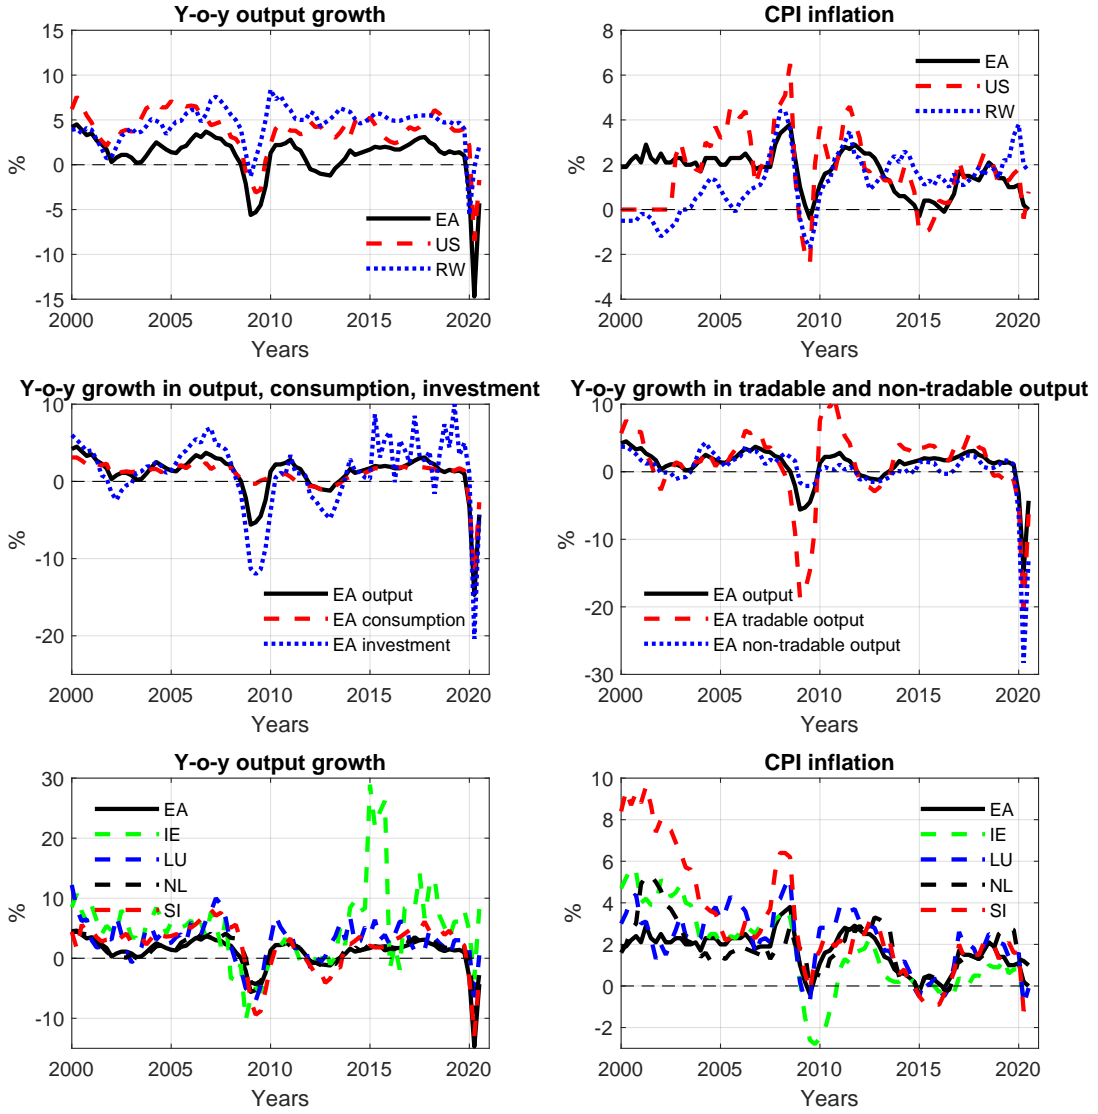 Y-o-y output growth
10
5
0
-5
-10
-15
%
EA
US
RW
2000 2005 2010 2015 2020
Years
CPI inflation
8
6
4
2
0
-2
-4
%
EA
US
RW
2000 2005 2010 2015 2020
Years
Y-o-y growth in output, consumption, investment
10
0
-10
-20
%
EA output
EA consumption
EA investment
2000 2005 2010 2015 2020
Years
Y-o-y growth in tradable and non-tradable output
10
0
-10
-20
-30
%
EA output
EA tradable ootput
EA non-tradable output
2000 2005 2010 2015 2020
Years
Y-o-y output growth
30
20
10
0
-10
%
EA
IE
LU
NL
SI
2000 2005 2010 2015 2020
Years
CPI inflation
10
8
6
4
2
0
-2
%
EA
IE
LU
NL
SI
2000 2005 2010 2015 2020
Years